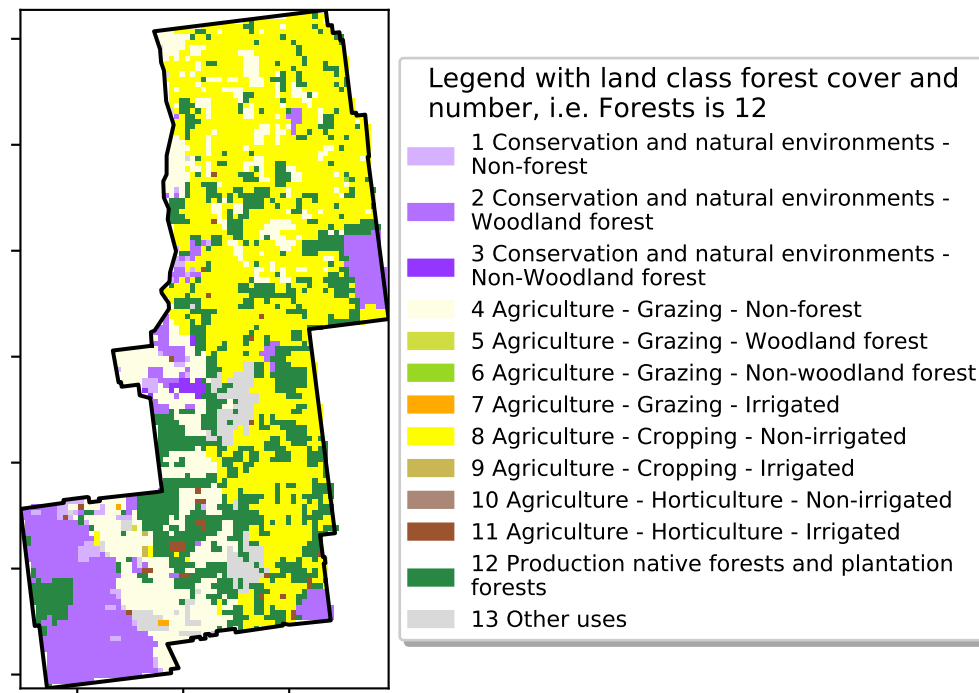 Legend with land class forest cover and
number, i.e. Forests is 12
1 Conservation and natural environments -
Non-forest
2 Conservation and natural environments -
Woodland forest
3 Conservation and natural environments -
Non-Woodland forest
4 Agriculture - Grazing - Non-forest
5 Agriculture - Grazing - Woodland forest
6 Agriculture - Grazing - Non-woodland forest
7 Agriculture - Grazing - Irrigated
8 Agriculture - Cropping - Non-irrigated
9 Agriculture - Cropping - Irrigated
10 Agriculture - Horticulture - Non-irrigated
11 Agriculture - Horticulture - Irrigated
12 Production native forests and plantation
forests
13 Other uses